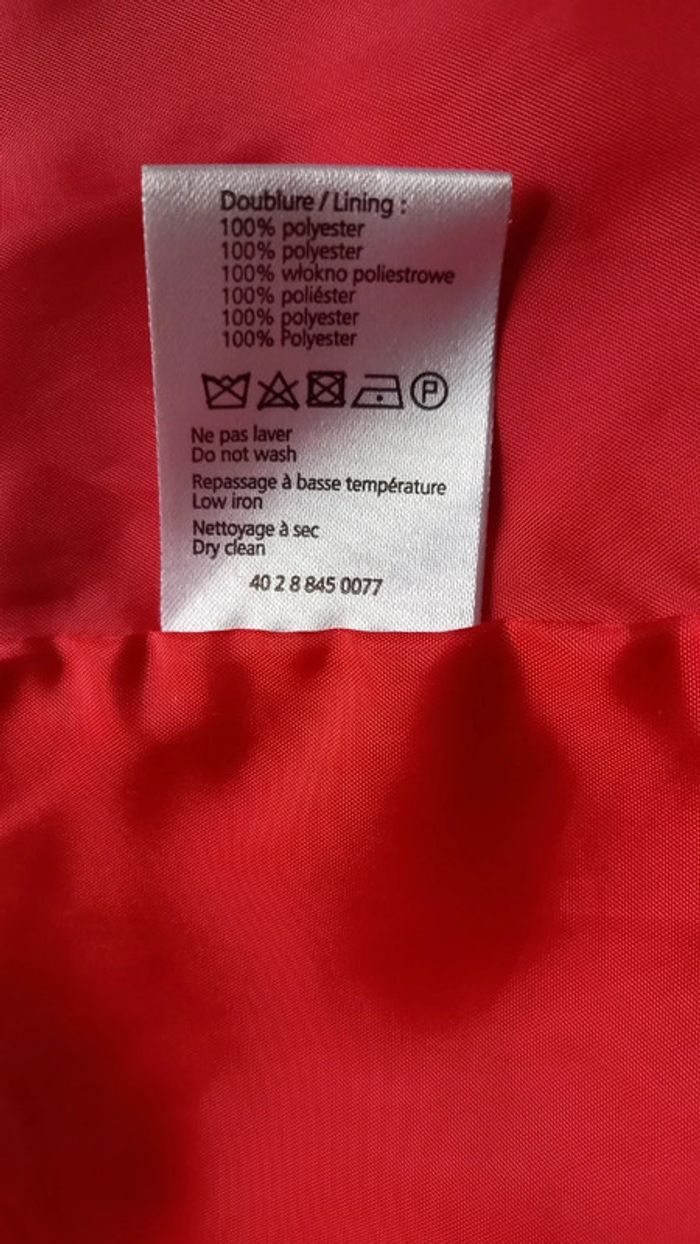 Doublure / Lining :
100% polyester
100% polyester
100% włokno poliestrowe
100% poliéster
100% polyester
100% Polyester
P
Ne pas laver
Do not wash
Repassage à basse température
Low iron
Nettoyage à sec
Dry clean
40 2 8 845 0077